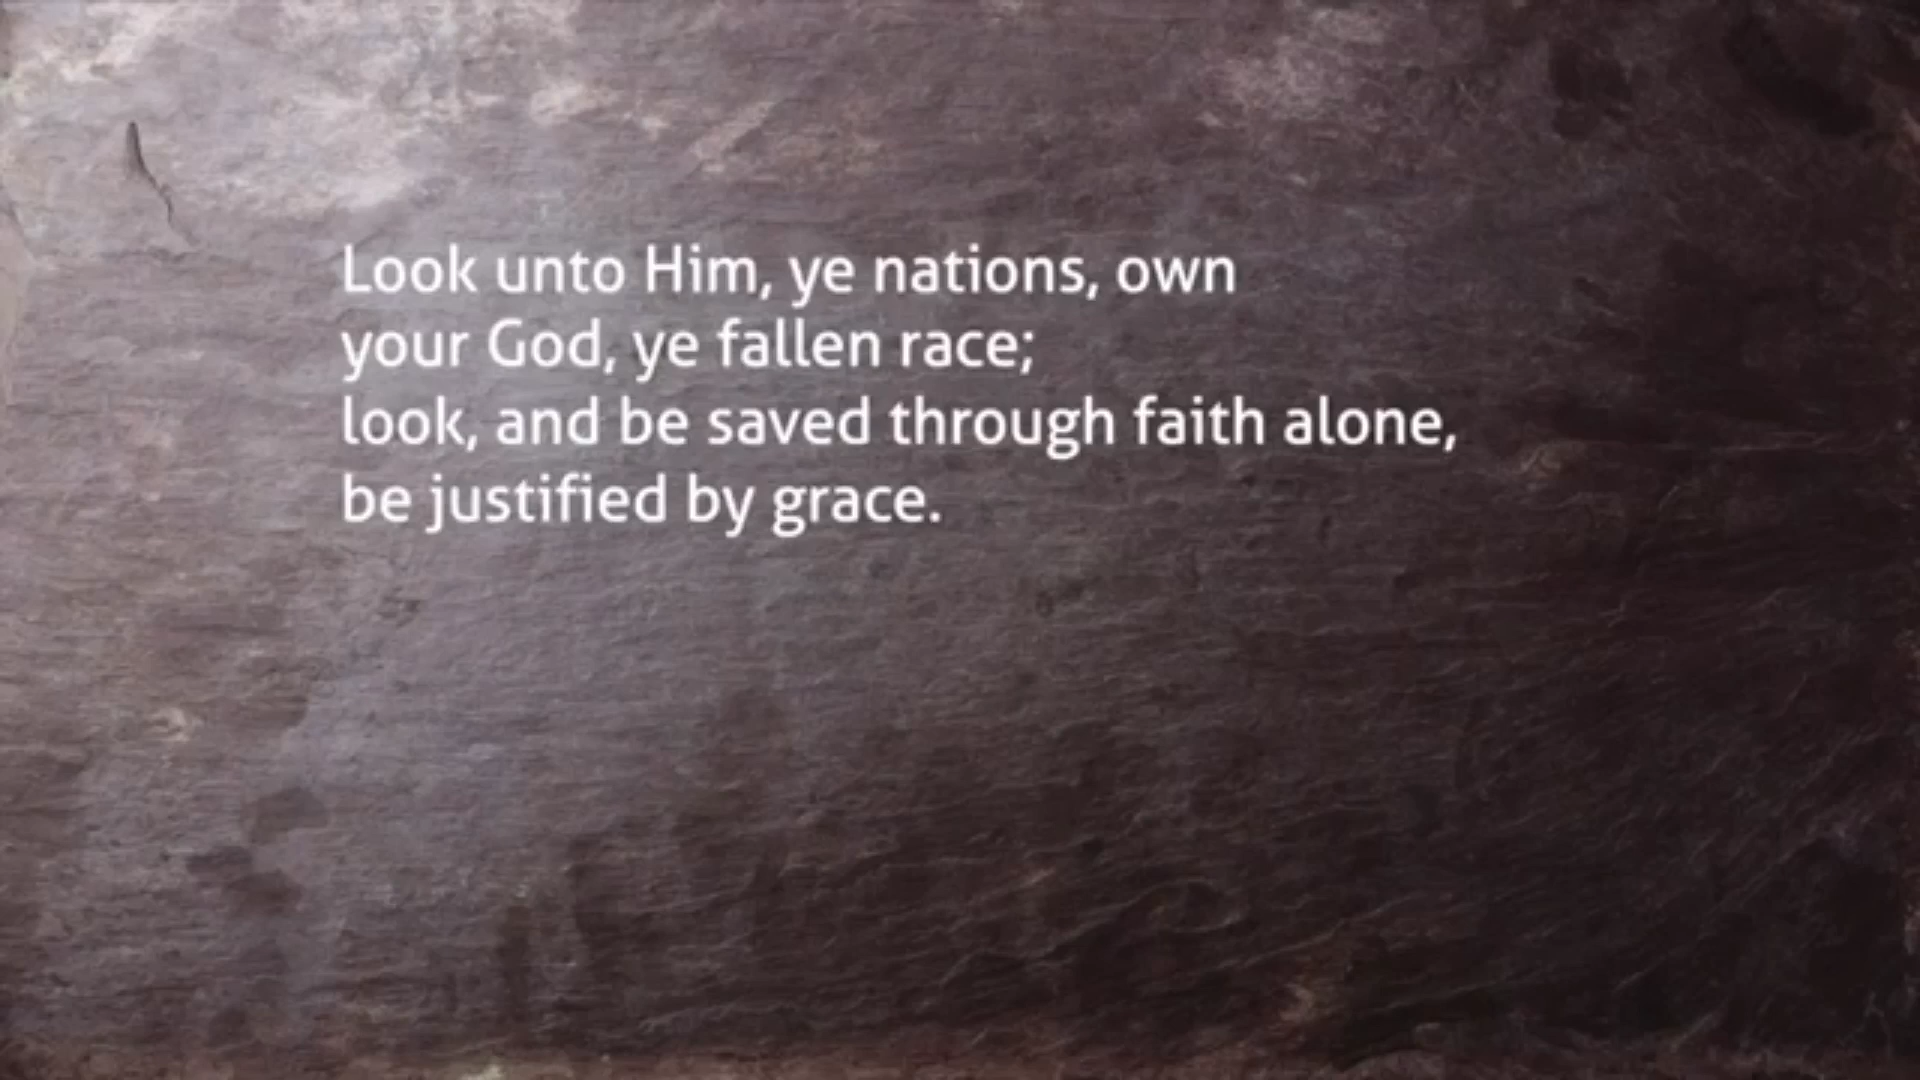 Look unto Him, ye nations, own
your God, ye fallen race;
look, and be saved through faith alone,
be justified by grace.